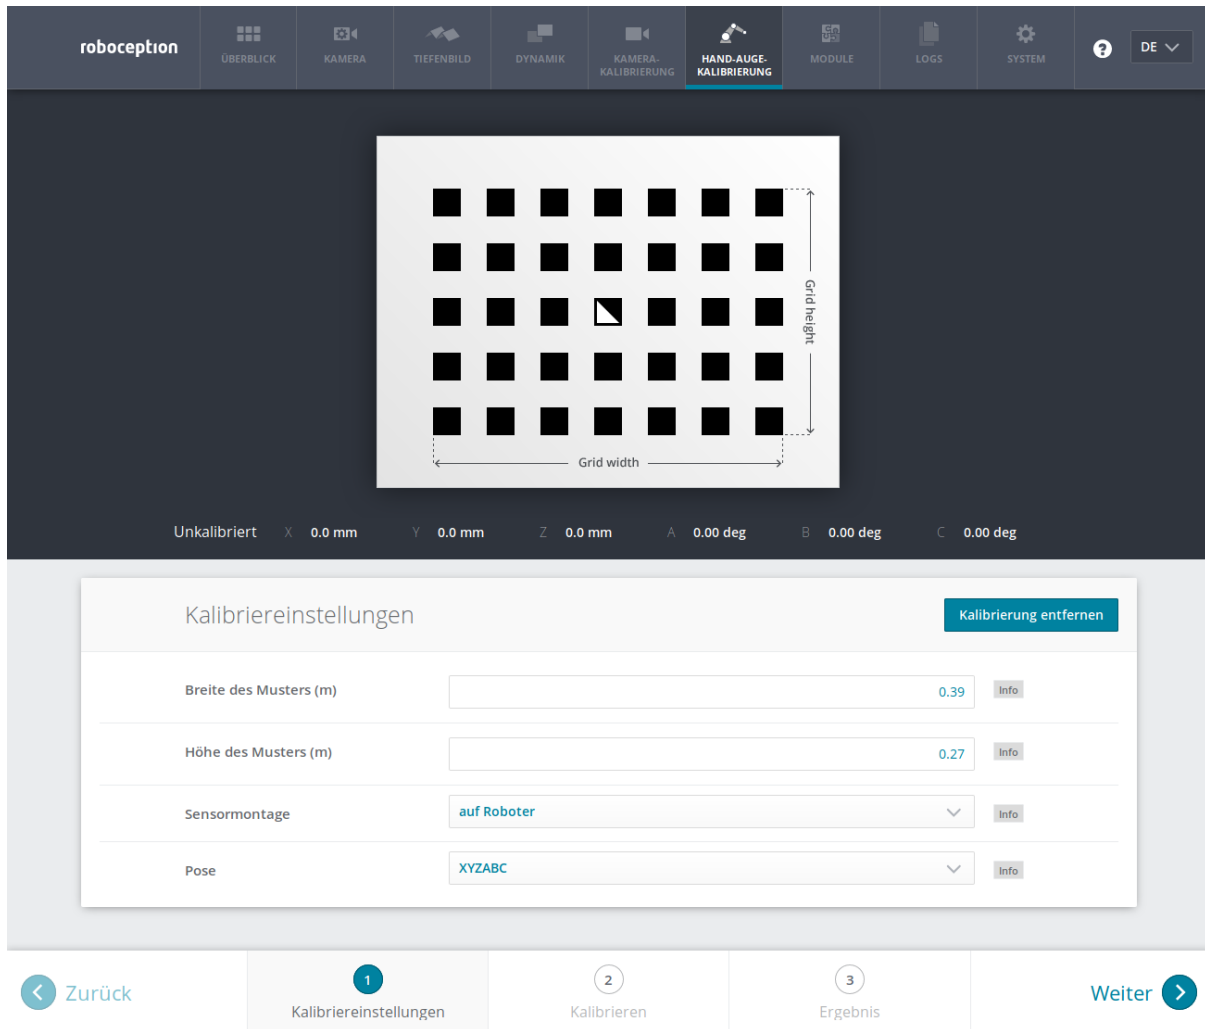 roboception
ÜBERBLICK
KAMERA
TIEFENBILD
DYNAMIK
KAMERA-
KALIBRIERUNG
HAND-AUGE-
KALIBRIERUNG
MODULE
LOGS
SYSTEM
?
DE
Grid height
Grid width
Unkalibriert X 0.0 mm Y 0.0 mm Z 0.0 mm A 0.00 deg B 0.00 deg C 0.00 deg
Kalibriereinstellungen
Kalibrierung entfernen
Breite des Musters (m) 0.39 Info
Höhe des Musters (m) 0.27 Info
Sensormontage auf Roboter Info
Pose XYZABC Info
Zurück
1
Kalibriereinstellungen
2
Kalibrieren
3
Ergebnis
Weiter